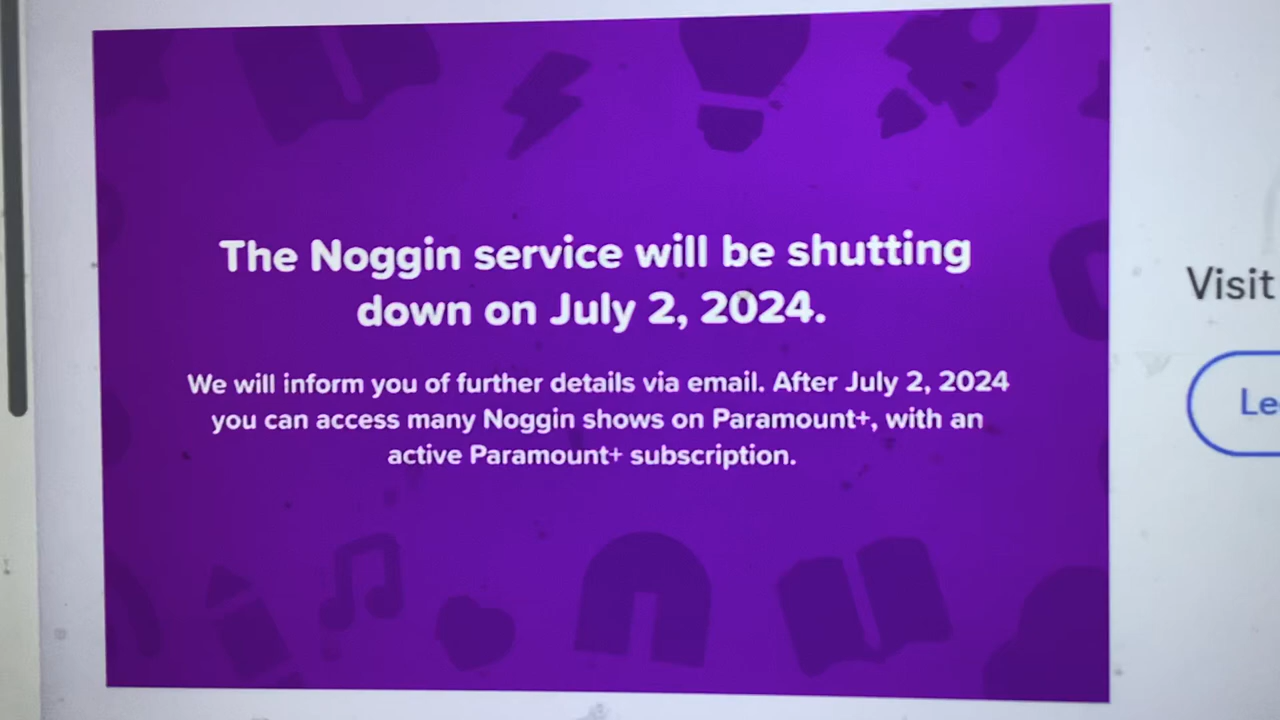 The Noggin service will be shutting
down on July 2, 2024.
We will inform you of further details via email. After July 2, 2024
you can access many Noggin shows on Paramount+, with an
active Paramount+ subscription.
Visit
Le